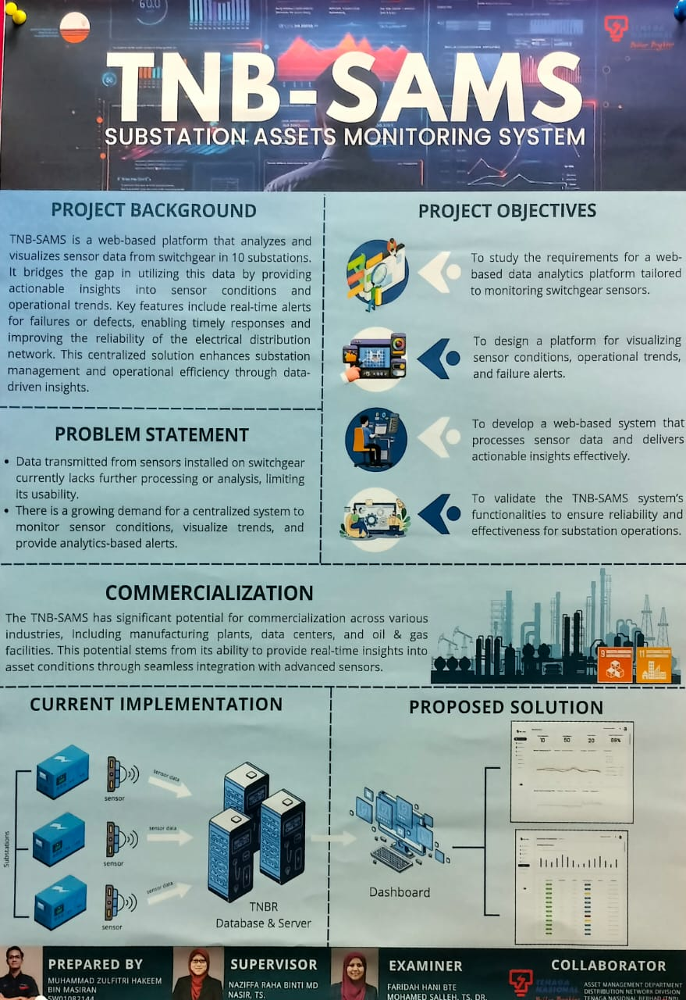 60.0
TENAGA
NASIONAL
Better. Brighter.
TNB-SAMS
SUBSTATION ASSETS MONITORING SYSTEM
PROJECT BACKGROUND
TNB-SAMS is a web-based platform that analyzes and
visualizes sensor data from switchgear in 10 substations.
It bridges the gap in utilizing this data by providing
actionable insights into sensor conditions and
operational trends. Key features include real-time alerts
for failures or defects, enabling timely responses and
improving the reliability of the electrical distribution
network. This centralized solution enhances substation
management and operational efficiency through data-
driven insights.
PROBLEM STATEMENT
• Data transmitted from sensors installed on switchgear
currently lacks further processing or analysis, limiting
its usability.
• There is a growing demand for a centralized system to
monitor sensor conditions, visualize trends, and
provide analytics-based alerts.
PROJECT OBJECTIVES
To study the requirements for a web-
based data analytics platform tailored
to monitoring switchgear sensors.
To design a platform for visualizing
sensor conditions, operational trends,
and failure alerts.
To develop a web-based system that
processes sensor data and delivers
actionable insights effectively.
To validate the TNB-SAMS system's
functionalities to ensure reliability and
effectiveness for substation operations.
COMMERCIALIZATION
The TNB-SAMS has significant potential for commercialization across various
industries, including manufacturing plants, data centers, and oil & gas
facilities. This potential stems from its ability to provide real-time insights into
asset conditions through seamless integration with advanced sensors.
9
11
CURRENT IMPLEMENTATION
Substations
sensor
sensor data
sensor
sensor data
sensor
sensor data
TNBR
Database & Server
PROPOSED SOLUTION
Dashboard
10 50 20 89%
PREPARED BY
MUHAMMAD ZULFITRI HAKEEM
BIN MASIRAN
SW01082144
SUPERVISOR
NAZIFFA RAHA BINTI MD
NASIR, TS.
EXAMINER
FARIDAH HANI BTE
MOHAMED SALLEH, TS. DR.
TENAGA
NASIONAL
Better. Brighter.
COLLABORATOR
ASSET MANAGEMENT DEPARTMENT
DISTRIBUTION NETWORK DIVISION
TENAGA NASIONAL BERHAD (TNB)